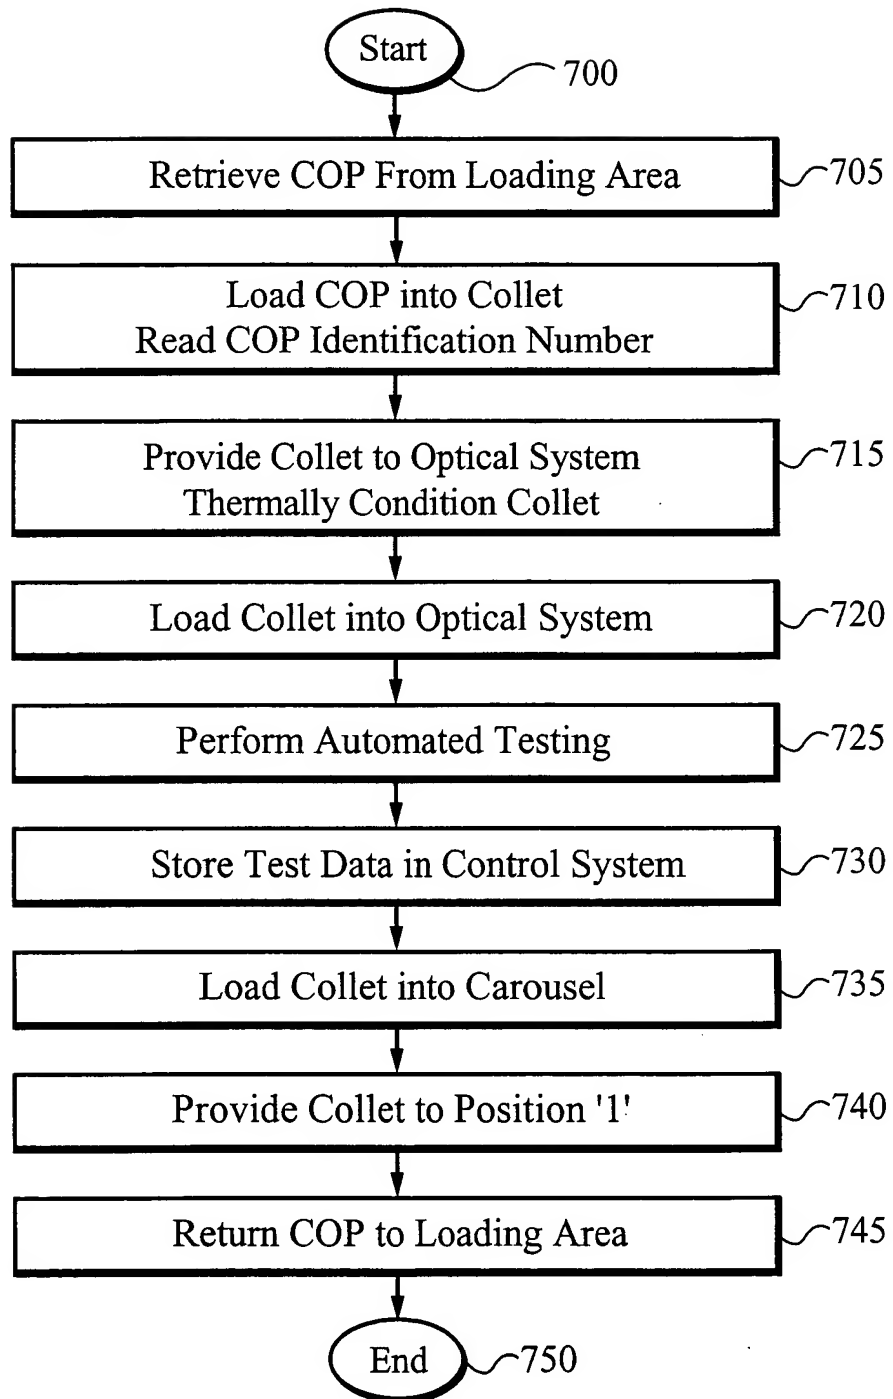 Start
700
Retrieve COP From Loading Area
705
Load COP into Collet
710
Read COP Identification Number
Provide Collet to Optical System
715
Thermally Condition Collet
Load Collet into Optical System
720
Perform Automated Testing
725
Store Test Data in Control System
730
Load Collet into Carousel
735
Provide Collet to Position '1'
740
Return COP to Loading Area
745
End
750